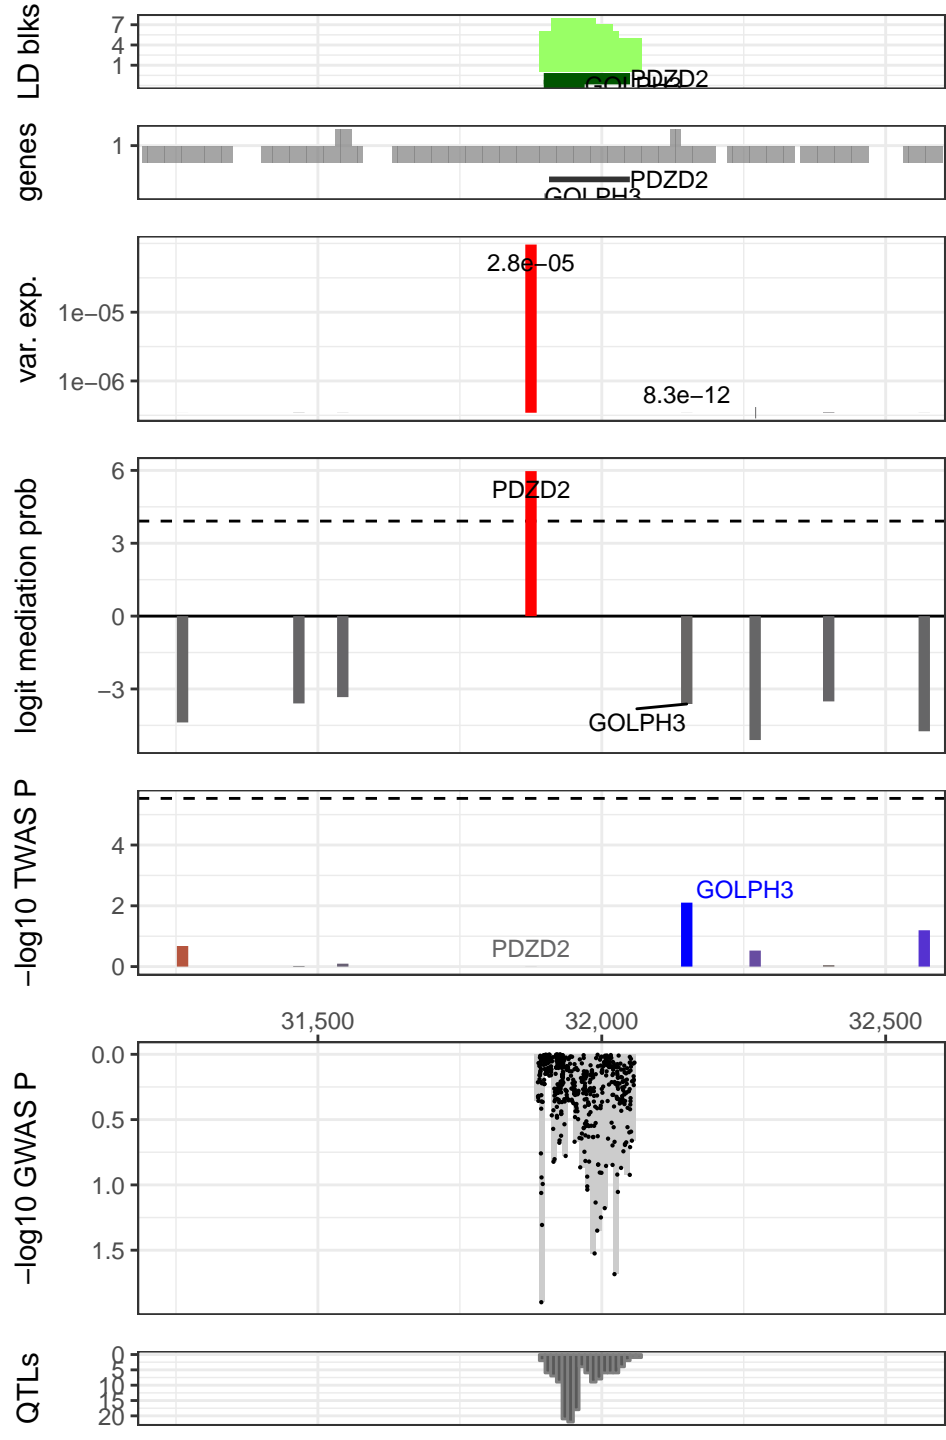 LD blks
7
4
1
GOLPH3
PDZD2
genes
1
PDZD2
GOLPH3
var. exp.
2.8e−05
1e−05
1e−06
8.3e−12
logit mediation prob
6
3
0
−3
PDZD2
GOLPH3
−log10 TWAS P
4
2
0
GOLPH3
PDZD2
31,500
32,000
32,500
−log10 GWAS P
0.0
0.5
1.0
1.5
QTLs
0
5
10
15
20